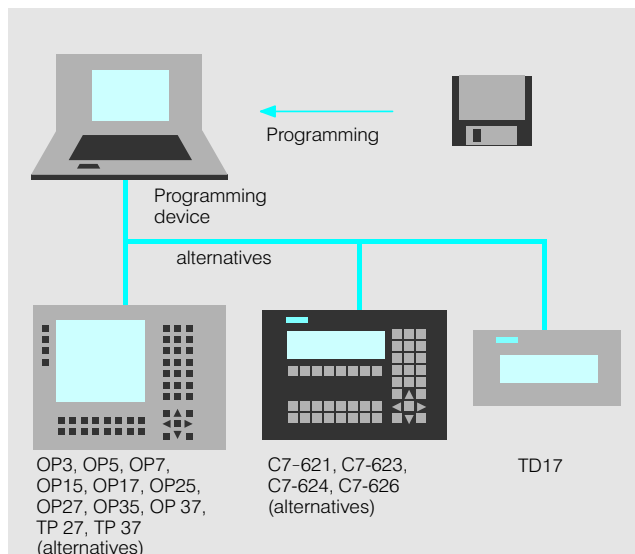 Programming
Programming
device
alternatives
OP3, OP5, OP7,
OP15, OP17, OP25,
OP27, OP35, OP 37,
TP 27, TP 37
(alternatives)
C7-621, C7-623,
C7-624, C7-626
(alternatives)
TD17